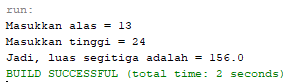 run:
Masukkan alas = 13
Masukkan tinggi = 24
Jadi, luas segitiga adalah = 156.0
BUILD SUCCESSFUL (total time: 2 seconds)